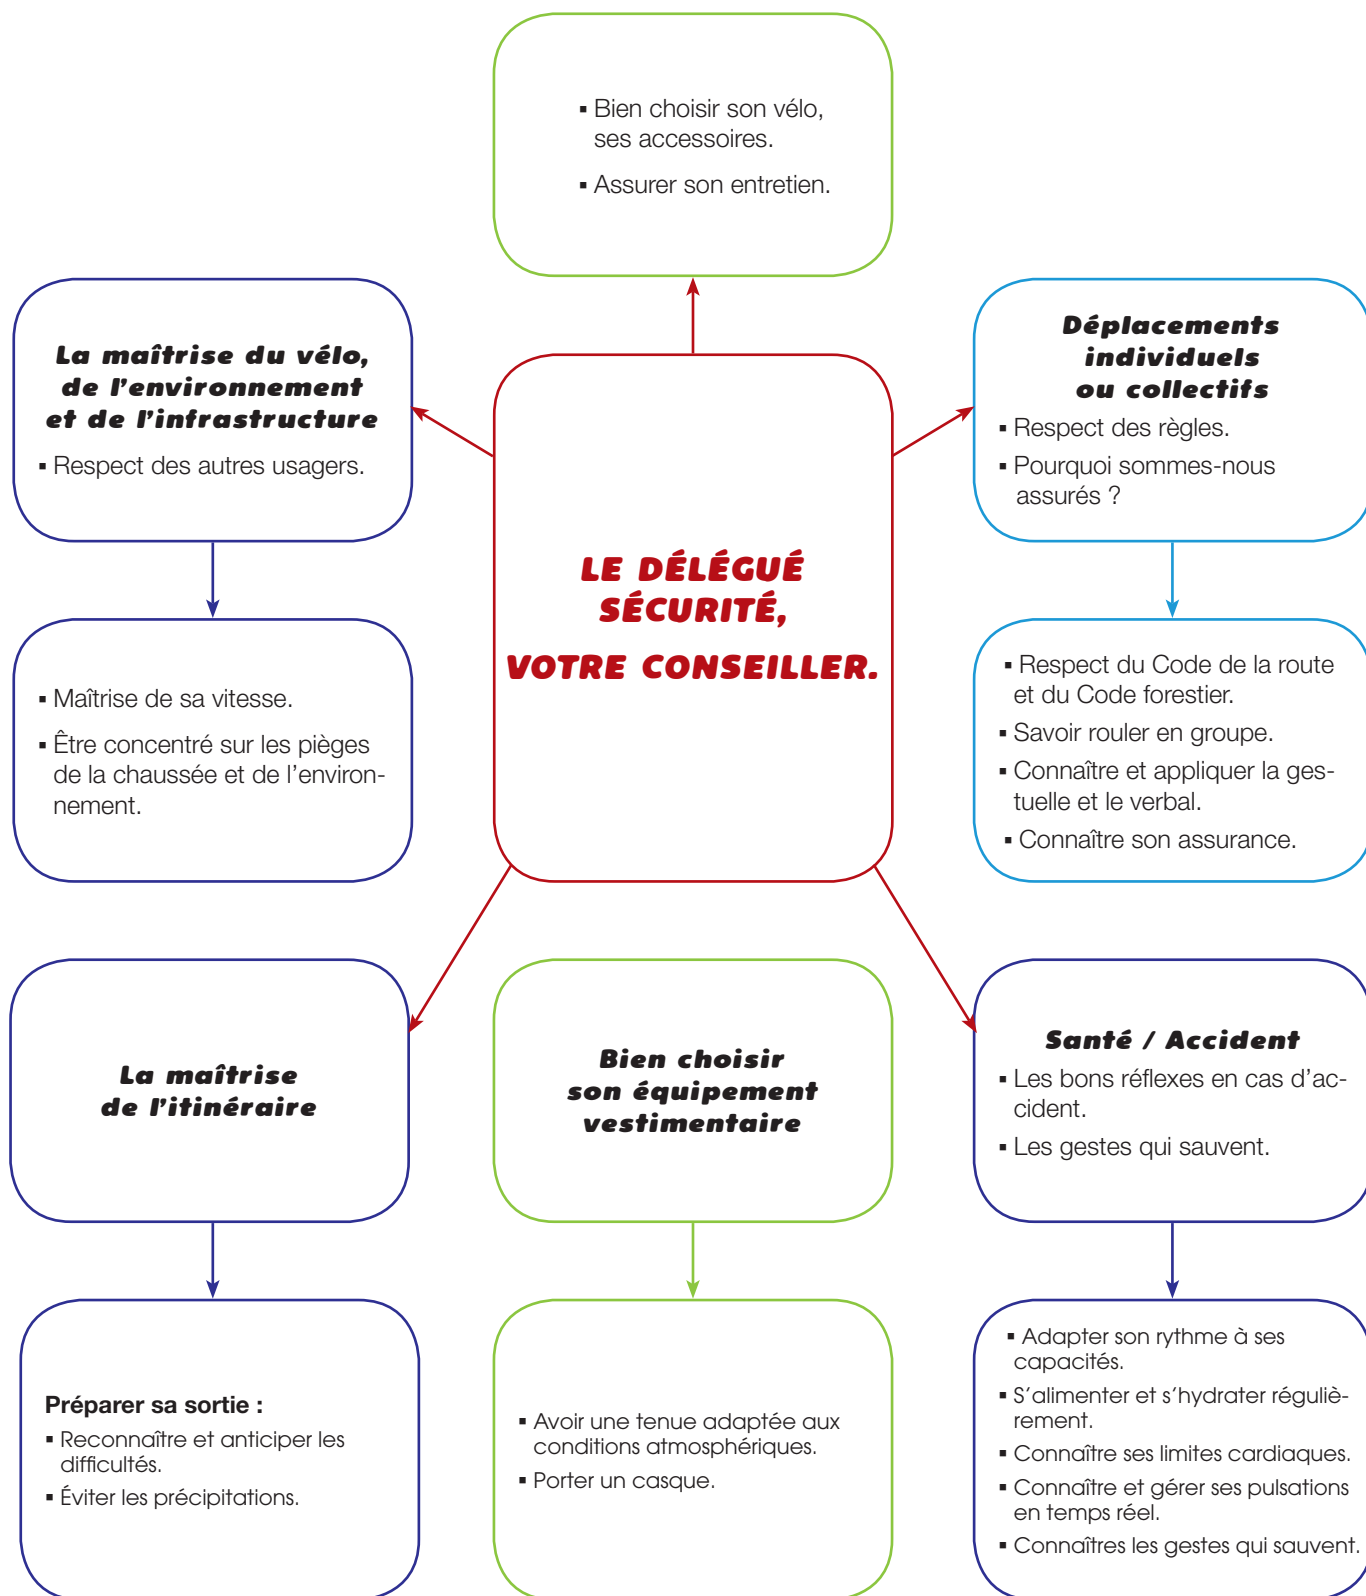 ▪ Bien choisir son vélo,
ses accessoires.
▪ Assurer son entretien.
La maîtrise du vélo,
de l’environnement
et de l’infrastructure
▪ Respect des autres usagers.
Déplacements
individuels
ou collectifs
▪ Respect des règles.
▪ Pourquoi sommes-nous
assurés ?
LE DÉLÉGUÉ
SÉCURITÉ,
VOTRE CONSEILLER.
▪ Maîtrise de sa vitesse.
▪ Être concentré sur les pièges
de la chaussée et de l’environ-
nement.
▪ Respect du Code de la route
et du Code forestier.
▪ Savoir rouler en groupe.
▪ Connaître et appliquer la ges-
tuelle et le verbal.
▪ Connaître son assurance.
La maîtrise
de l’itinéraire
Bien choisir
son équipement
vestimentaire
Santé / Accident
▪ Les bons réflexes en cas d’ac-
cident.
▪ Les gestes qui sauvent.
Préparer sa sortie :
▪ Reconnaître et anticiper les
difficultés.
▪ Éviter les précipitations.
▪ Avoir une tenue adaptée aux
conditions atmosphériques.
▪ Porter un casque.
▪ Adapter son rythme à ses
capacités.
▪ S’alimenter et s’hydrater réguliè-
rement.
▪ Connaître ses limites cardiaques.
▪ Connaître et gérer ses pulsations
en temps réel.
▪ Connaîtres les gestes qui sauvent.